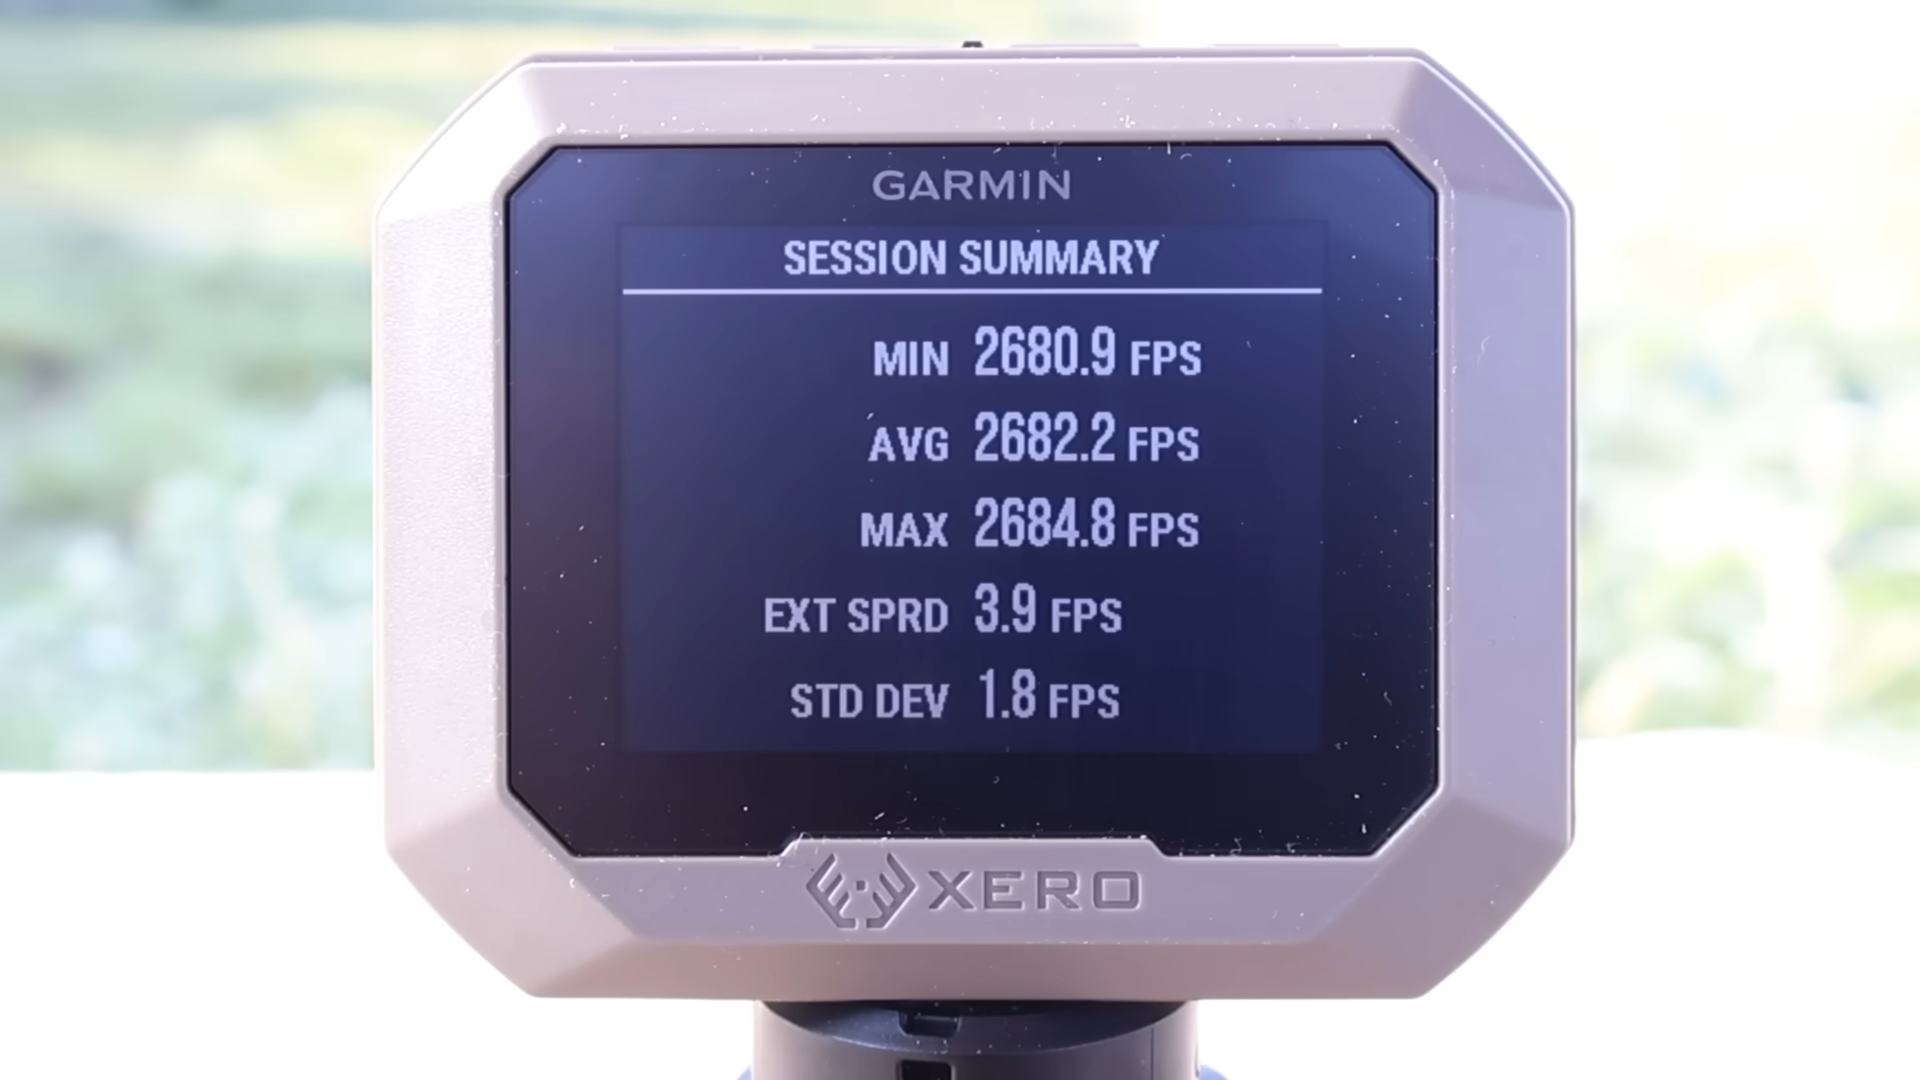 GARMIN
SESSION SUMMARY
MIN 2680.9 FPS
AVG 2682.2 FPS
MAX 2684.8 FPS
EXT SPRD 3.9 FPS
STD DEV 1.8 FPS
XERO